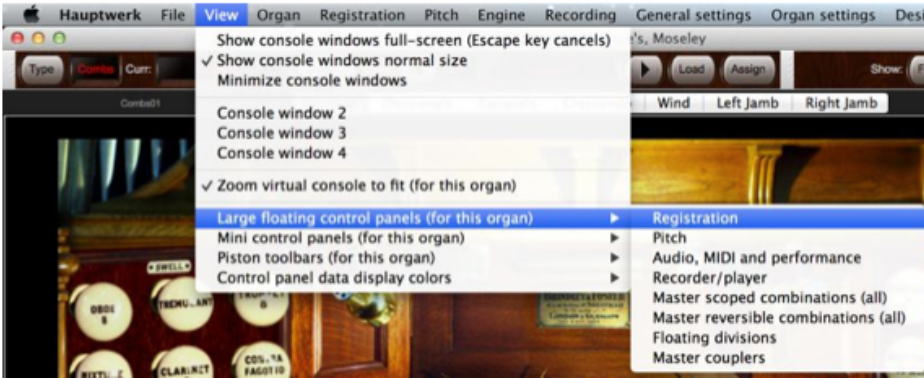 Hauptwerk File View Organ Registration Pitch Engine Recording General settings Organ settings Des
's, Moseley
Type Combs Curr: Load Assign Show:
Combs01 Wind Left Jamb Right Jamb
Show console windows full-screen (Escape key cancels)
✓ Show console windows normal size
Minimize console windows
Console window 2
Console window 3
Console window 4
✓ Zoom virtual console to fit (for this organ)
Large floating control panels (for this organ)
Mini control panels (for this organ)
Piston toolbars (for this organ)
Control panel data display colors
Registration
Pitch
Audio, MIDI and performance
Recorder/player
Master scoped combinations (all)
Master reversible combinations (all)
Floating divisions
Master couplers
SWELL
OBOE
8
CLARINET
FAGOTTO